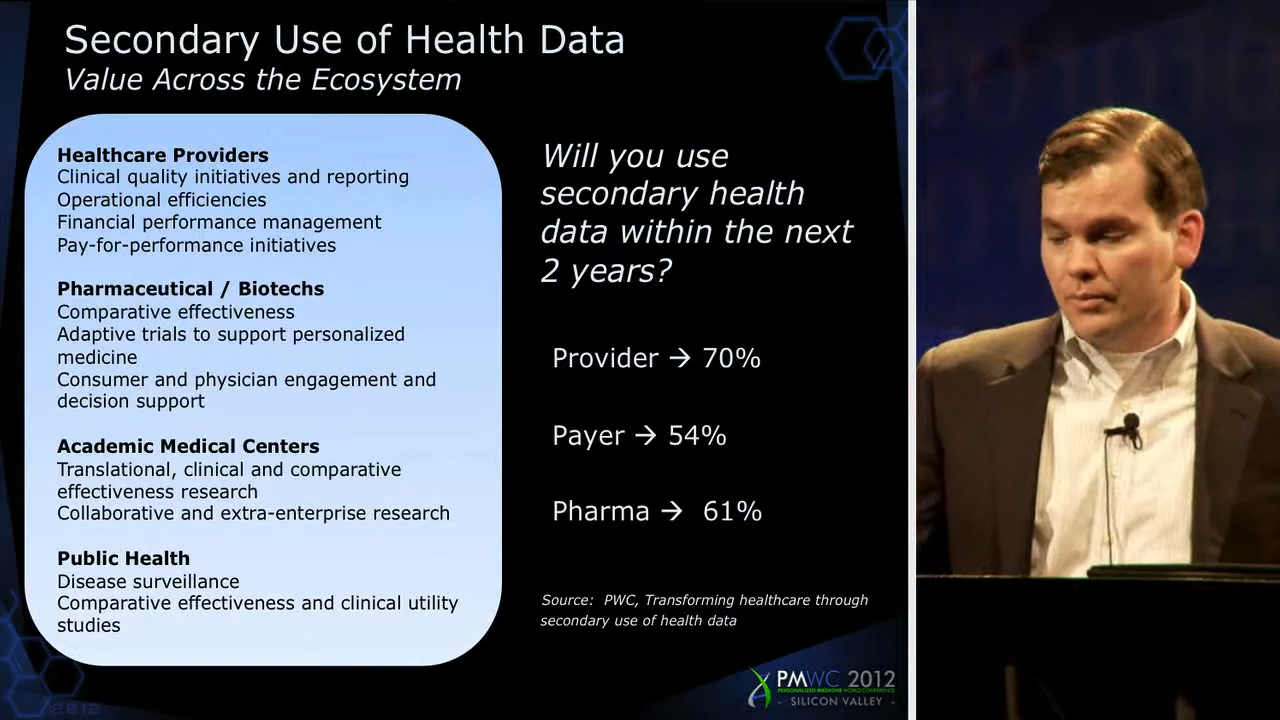 Secondary Use of Health Data
Value Across the Ecosystem
Healthcare Providers
Clinical quality initiatives and reporting
Operational efficiencies
Financial performance management
Pay-for-performance initiatives
Pharmaceutical / Biotechs
Comparative effectiveness
Adaptive trials to support personalized
medicine
Consumer and physician engagement and
decision support
Academic Medical Centers
Translational, clinical and comparative
effectiveness research
Collaborative and extra-enterprise research
Public Health
Disease surveillance
Comparative effectiveness and clinical utility
studies
Will you use
secondary health
data within the next
2 years?
Provider → 70%
Payer → 54%
Pharma → 61%
Source: PWC, Transforming healthcare through
secondary use of health data
PMWC 2012
PERSONALIZED MEDICINE WORLD CONFERENCE
- SILICON VALLEY -